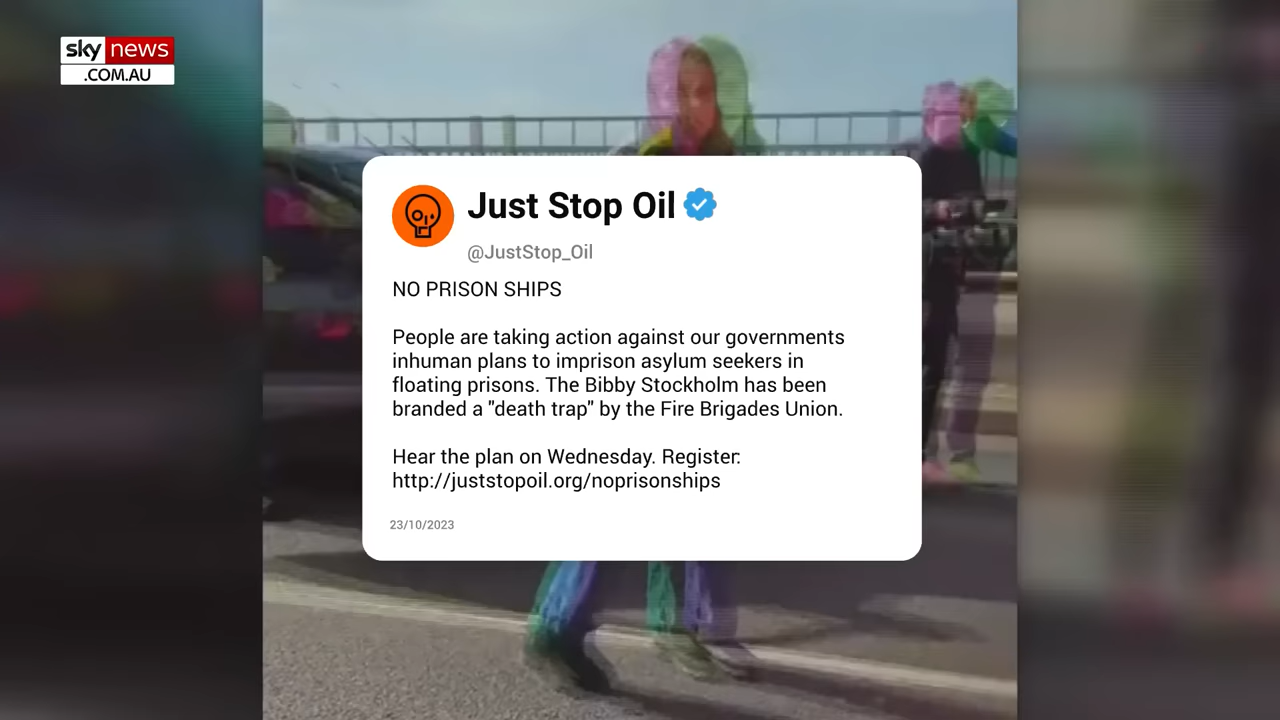 sky news
.COM.AU
Just Stop Oil
@JustStop_Oil
NO PRISON SHIPS
People are taking action against our governments
inhuman plans to imprison asylum seekers in
floating prisons. The Bibby Stockholm has been
branded a "death trap" by the Fire Brigades Union.
Hear the plan on Wednesday. Register:
http://juststopoil.org/noprisonships
23/10/2023